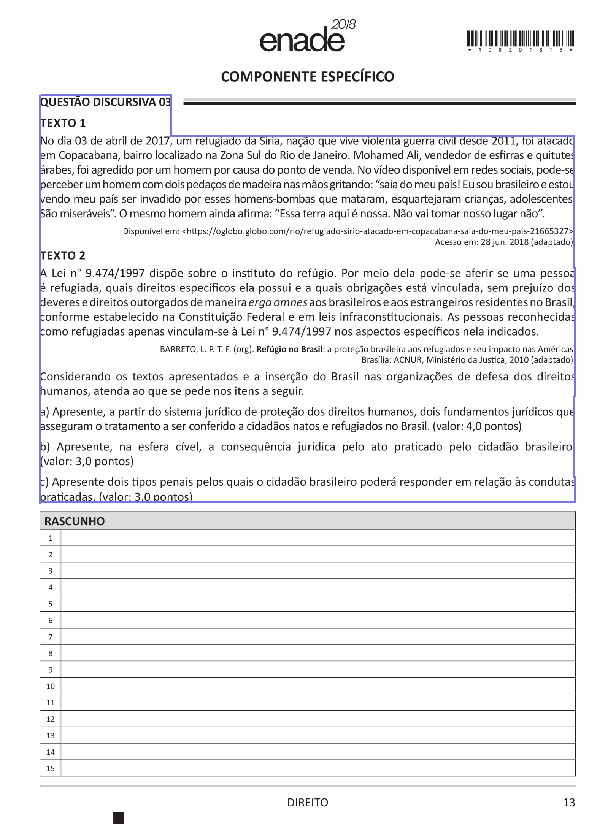 enade2018
*R0820181​3*
COMPONENTE ESPECÍFICO
QUESTÃO DISCURSIVA 03
TEXTO 1
No dia 03 de abril de 2017, um refugiado da Síria, nação que vive violenta guerra civil desde 2011, foi atacado
em Copacabana, bairro localizado na Zona Sul do Rio de Janeiro. Mohamed Ali, vendedor de esfirras e quitutes
árabes, foi agredido por um homem por causa do ponto de venda. No vídeo disponível em redes sociais, pode-se
perceber um homem com dois pedaços de madeira nas mãos gritando: “saia do meu país! Eu sou brasileiro e estou
vendo meu país ser invadido por esses homens-bombas que mataram, esquartejaram crianças, adolescentes.
São miseráveis”. O mesmo homem ainda afirma: “Essa terra aqui é nossa. Não vai tomar nosso lugar não”.
Disponível em: <https://oglobo.globo.com/rio/refugiado-sirio-atacado-em-copacabana-saia-do-meu-pais-21665327>.
Acesso em: 28 jun. 2018 (adaptado).
TEXTO 2
A Lei n° 9.474/1997 dispõe sobre o instituto do refúgio. Por meio dela pode-se aferir se uma pessoa
é refugiada, quais direitos específicos ela possui e a quais obrigações está vinculada, sem prejuízo dos
deveres e direitos outorgados de maneira erga omnes aos brasileiros e aos estrangeiros residentes no Brasil,
conforme estabelecido na Constituição Federal e em leis infraconstitucionais. As pessoas reconhecidas
como refugiadas apenas vinculam-se à Lei n° 9.474/1997 nos aspectos específicos nela indicados.
BARRETO, L. P. T. F. (org). Refúgio no Brasil: a proteção brasileira aos refugiados e seu impacto nas Américas.
Brasília: ACNUR, Ministério da Justiça, 2010 (adaptado).
Considerando os textos apresentados e a inserção do Brasil nas organizações de defesa dos direitos
humanos, atenda ao que se pede nos itens a seguir.
a) Apresente, a partir do sistema jurídico de proteção dos direitos humanos, dois fundamentos jurídicos que
asseguram o tratamento a ser conferido a cidadãos natos e refugiados no Brasil. (valor: 4,0 pontos)
b) Apresente, na esfera cível, a consequência jurídica pelo ato praticado pelo cidadão brasileiro.
(valor: 3,0 pontos)
c) Apresente dois tipos penais pelos quais o cidadão brasileiro poderá responder em relação às condutas
praticadas. (valor: 3,0 pontos)
RASCUNHO
1
2
3
4
5
6
7
8
9
10
11
12
13
14
15
DIREITO 13